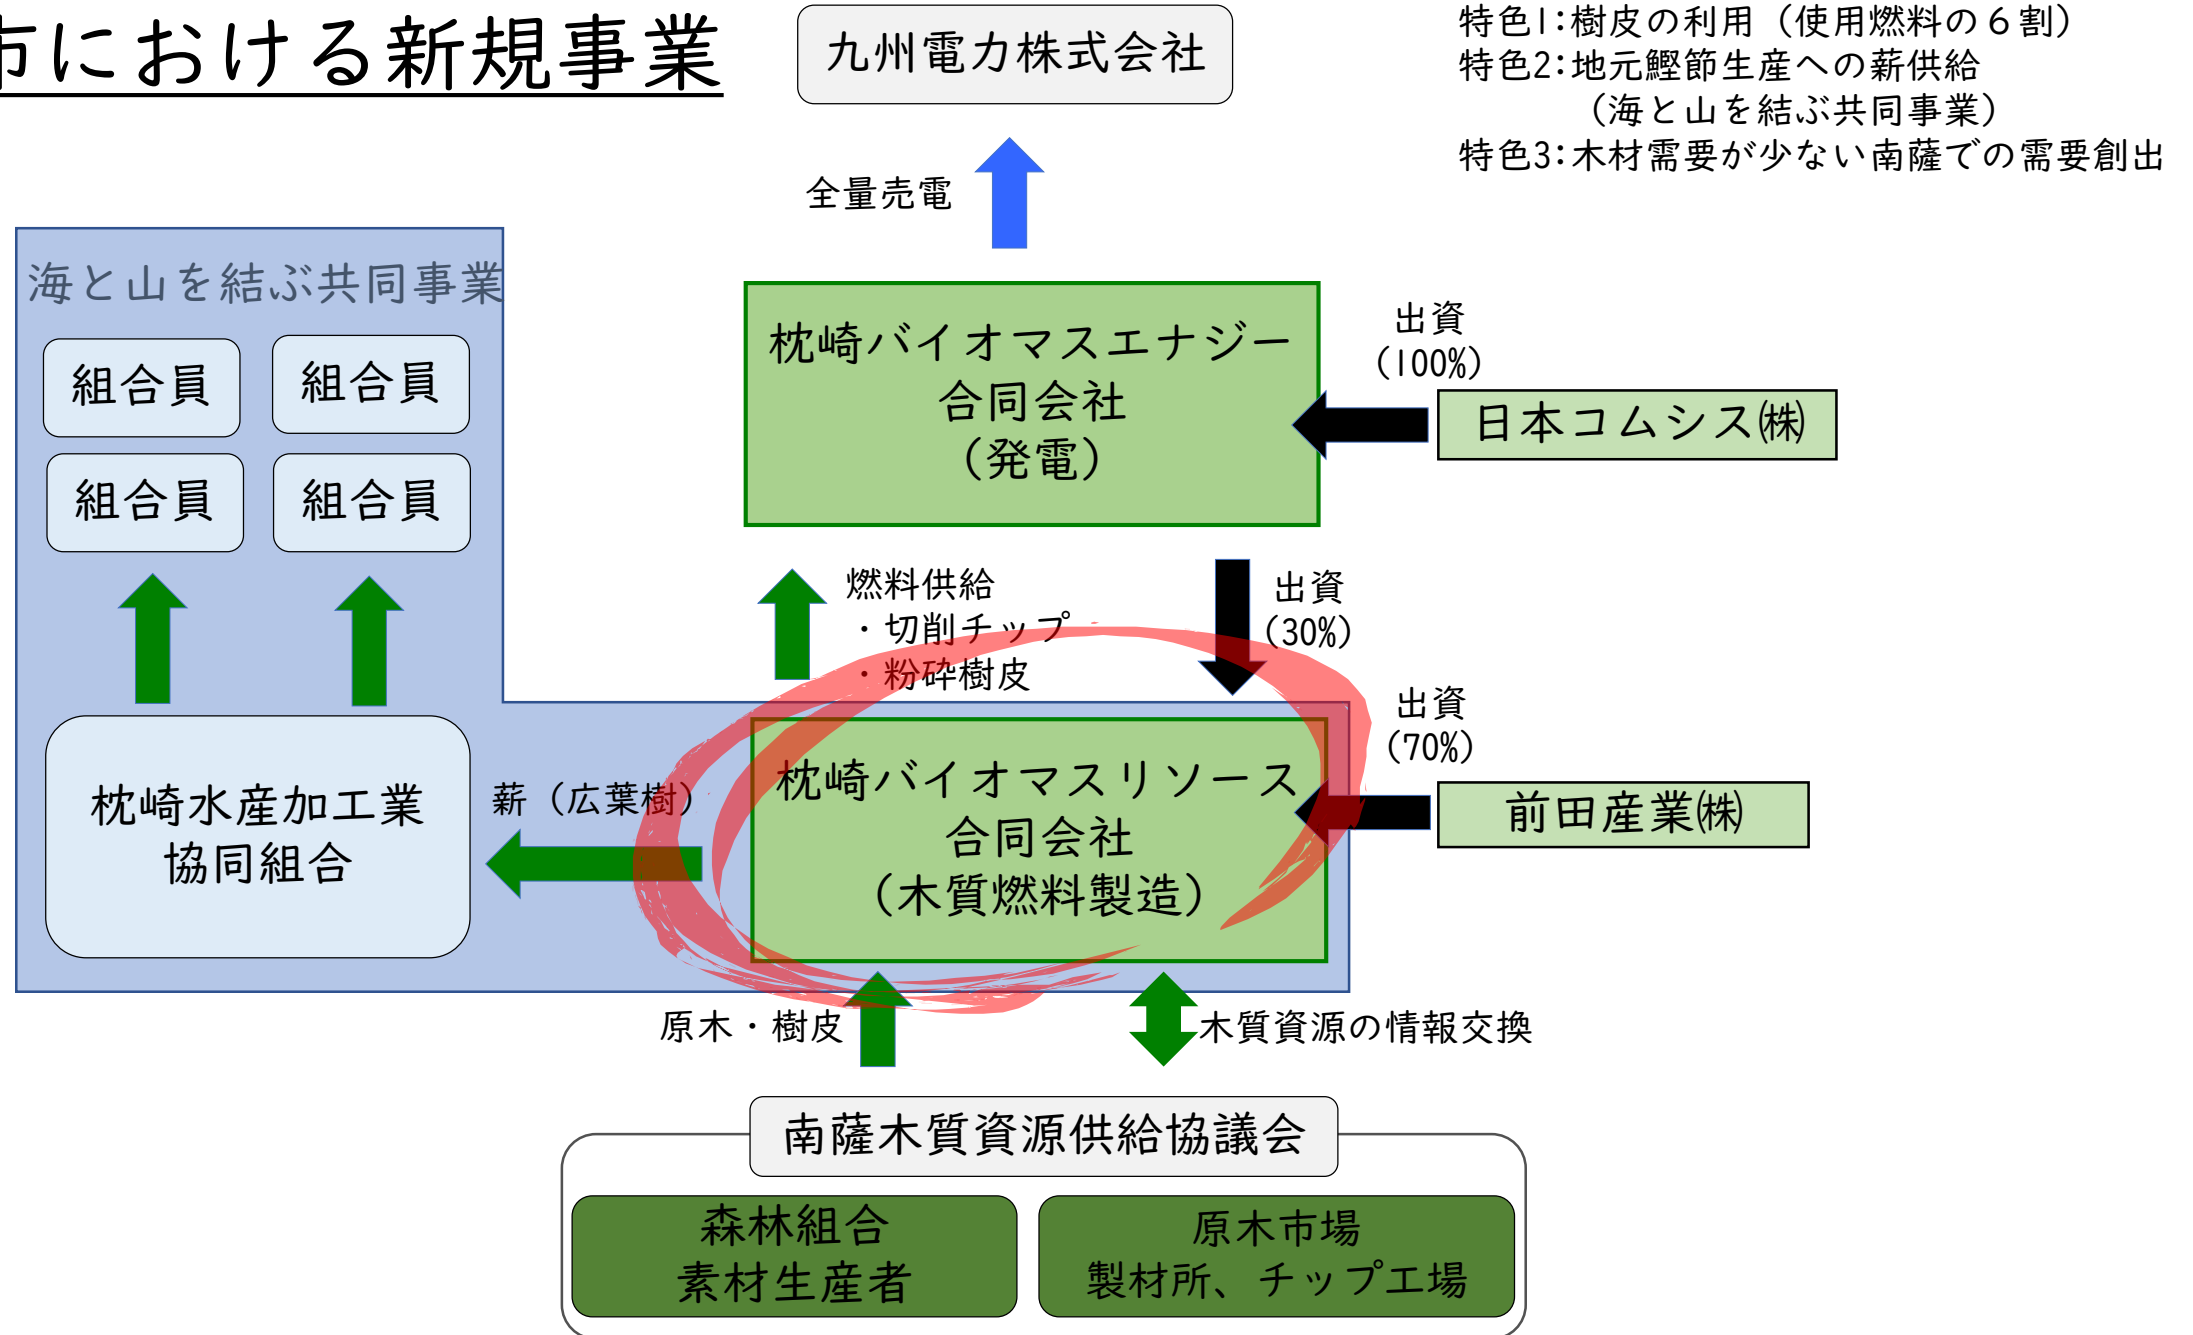 市における新規事業
九州電力株式会社
特色1:樹皮の利用（使用燃料の６割）
特色2:地元鰹節生産への薪供給
（海と山を結ぶ共同事業）
特色3:木材需要が少ない南薩での需要創出
全量売電
海と山を結ぶ共同事業
組合員
組合員
組合員
組合員
枕崎バイオマスエナジー
合同会社
（発電）
出資
(100%)
日本コムシス㈱
燃料供給
・切削チップ
・粉砕樹皮
出資
(30%)
出資
(70%)
枕崎水産加工業
協同組合
薪（広葉樹）
枕崎バイオマスリソース
合同会社
（木質燃料製造）
前田産業㈱
原木・樹皮
木質資源の情報交換
南薩木質資源供給協議会
森林組合
素材生産者
原木市場
製材所、チップ工場